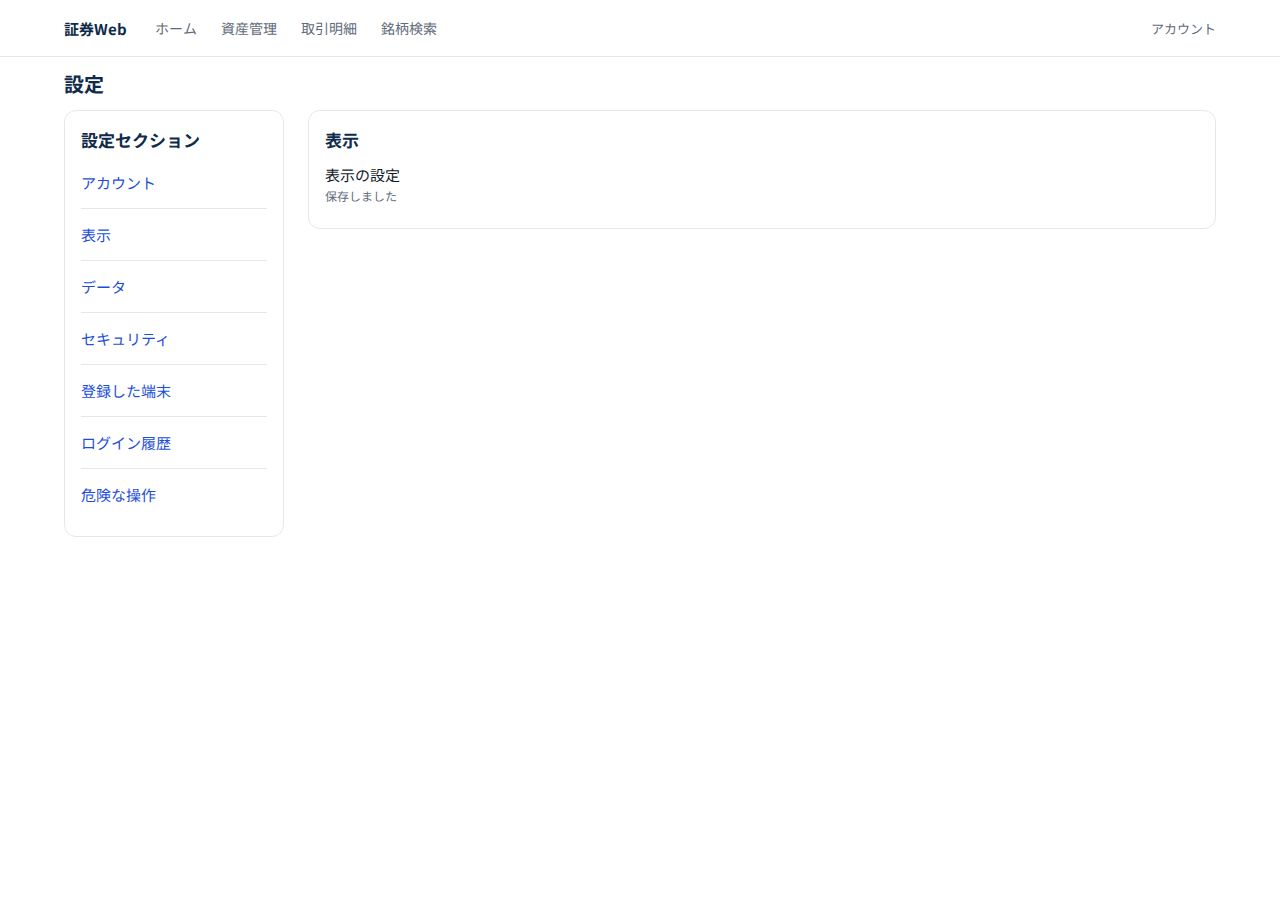 証券Web ホーム 資産管理 取引明細 銘柄検索 アカウント
設定
設定セクション
アカウント
表示
データ
セキュリティ
登録した端末
ログイン履歴
危険な操作
表示
表示の設定
保存しました